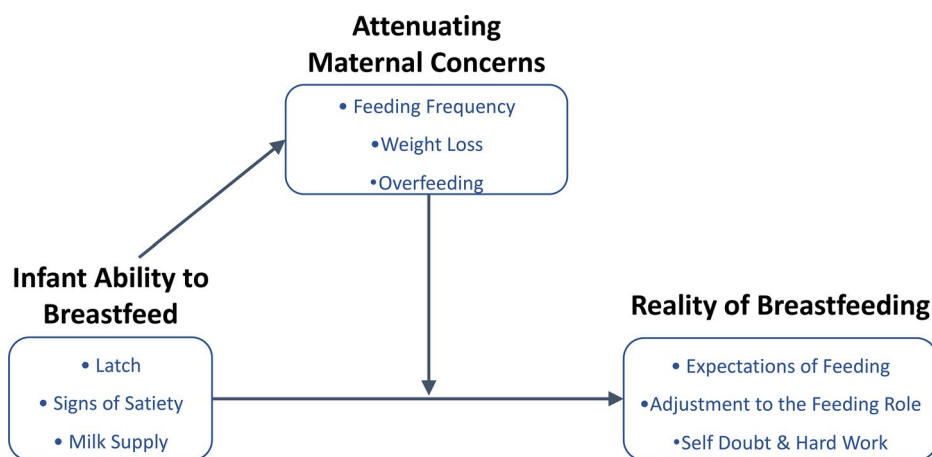 Attenuating
Maternal Concerns
• Feeding Frequency
•Weight Loss
•Overfeeding
Infant Ability to
Breastfeed
• Latch
• Signs of Satiety
• Milk Supply
Reality of Breastfeeding
• Expectations of Feeding
•Adjustment to the Feeding Role
•Self Doubt & Hard Work